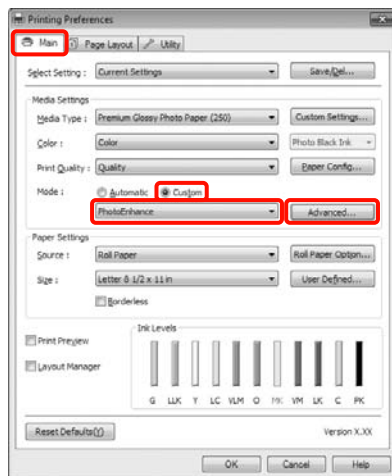 Printing Preferences
Main Page Layout Utility
Select Setting : Current Settings Save/Del...
Media Settings
Media Type : Premium Glossy Photo Paper (250) Custom Settings...
Color : Color Photo Black Ink
Print Quality : Quality Paper Config...
Mode : Automatic Custom
PhotoEnhance Advanced...
Paper Settings
Source : Roll Paper Roll Paper Option...
Size : Letter 8 1/2 x 11 in User Defined...
Borderless
Print Preview
Layout Manager
Ink Levels
G LLK Y LC VLM O MK VM LK C PK
Reset Defaults(Y) Version X.XX
OK Cancel Help